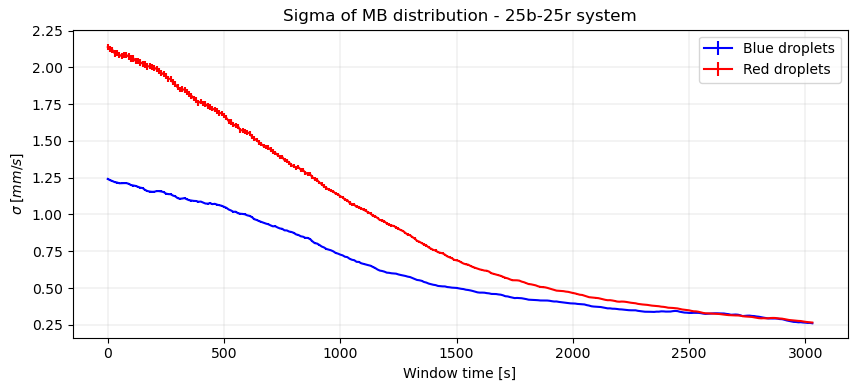 Sigma of MB distribution - 25b-25r system
σ [mm/s]
2.25
2.00
1.75
1.50
1.25
1.00
0.75
0.50
0.25
Blue droplets
Red droplets
0 500 1000 1500 2000 2500 3000
Window time [s]